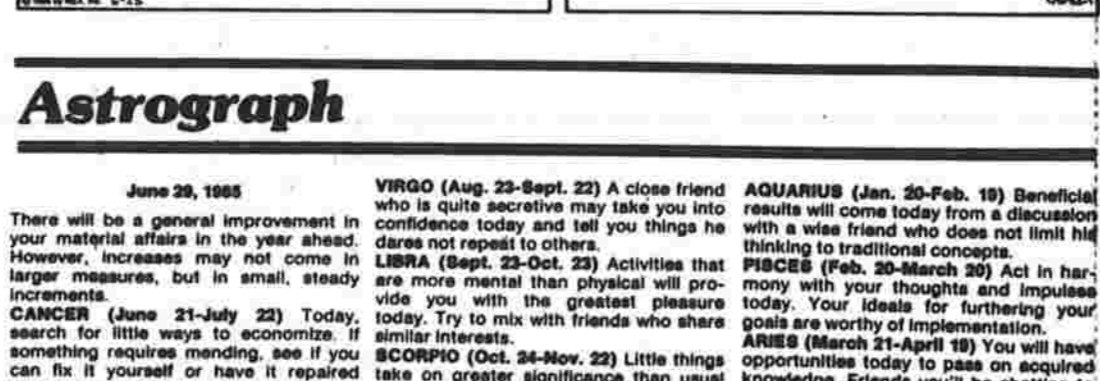 Astrograph
June 29, 1985
There will be a general improvement in
your material affairs in the year ahead.
However, increases may not come in
larger measures, but in small, steady
increments.
CANCER (June 21-July 22) Today,
search for little ways to economize. If
something requires mending, see if you
can fix it yourself or have it repaired
VIRGO (Aug. 23-Sept. 22) A close friend
who is quite secretive may take you into
confidence today and tell you things he
dares not repeat to others.
LIBRA (Sept. 23-Oct. 23) Activities that
are more mental than physical will pro-
vide you with the greatest pleasure
today. Try to mix with friends who share
similar interests.
SCORPIO (Oct. 24-Nov. 22) Little things
take on greater significance than usual
AQUARIUS (Jan. 20-Feb. 19) Beneficial
results will come today from a discussion
with a wise friend who does not limit his
thinking to traditional concepts.
PISCES (Feb. 20-March 20) Act in har-
mony with your thoughts and impulses
today. Your ideals for furthering your
goals are worthy of implementation.
ARIES (March 21-April 19) You will have
opportunities today to pass on acquired
knowledge. Friends you'll be